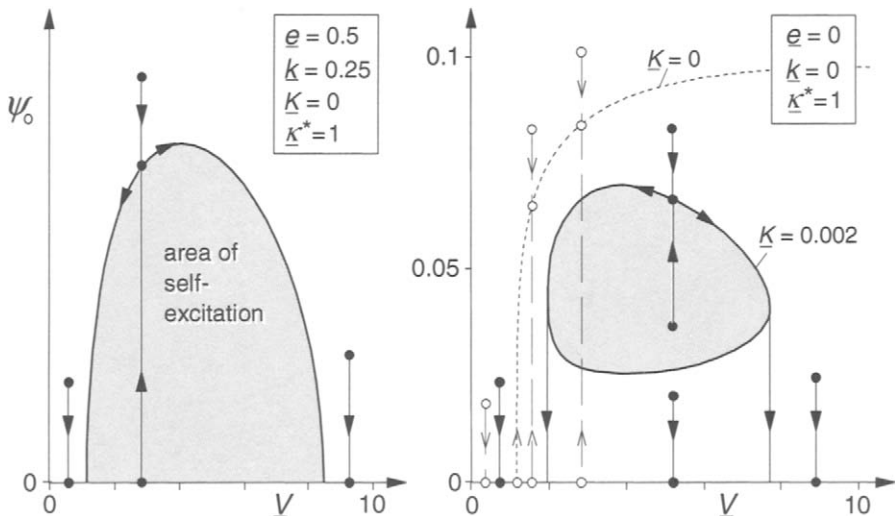 ψₒ
e = 0.5
k = 0.25
K = 0
κ* = 1
area of
self-
excitation
0
V
10
0.1
0.05
0
K = 0
e = 0
k = 0
κ* = 1
K = 0.002
0
V
10